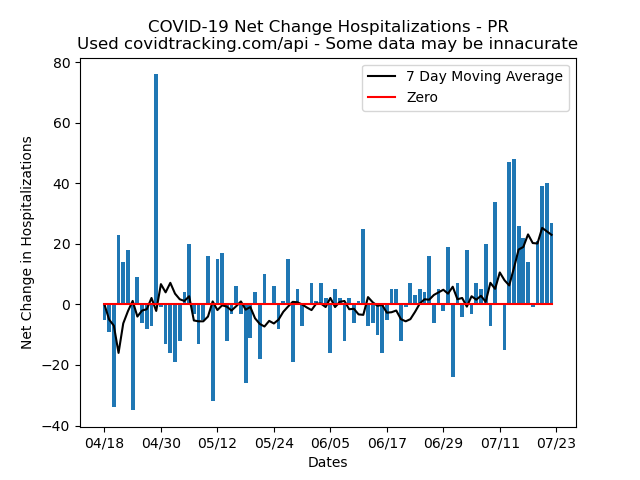 COVID-19 Net Change Hospitalizations - PR
Used covidtracking.com/api - Some data may be innacurate
7 Day Moving Average
Zero
Net Change in Hospitalizations
80
60
40
20
0
−20
−40
04/18 04/30 05/12 05/24 06/05 06/17 06/29 07/11 07/23
Dates